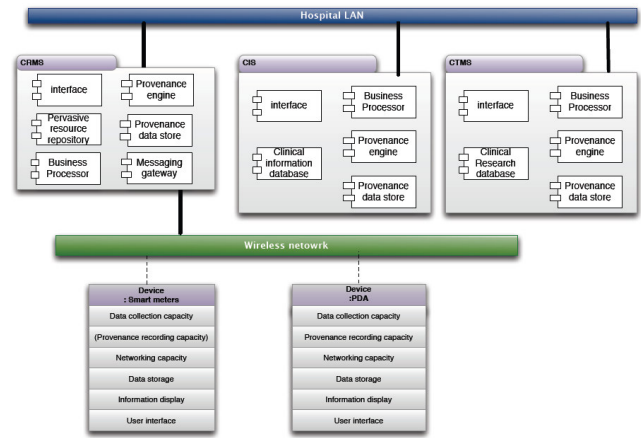 Hospital LAN
CRMS
interface
Provenance
engine
Pervasive
resource
repository
Provenance
data store
Business
Processor
Messaging
gateway
CIS
interface
Business
Processor
Clinical
information
database
Provenance
engine
Provenance
data store
CTMS
interface
Business
Processor
Clinical
Research
database
Provenance
engine
Provenance
data store
Wireless netowrk
Device
: Smart meters
Data collection capacity
(Provenance recording capacity)
Networking capacity
Data storage
Information display
User interface
Device
:PDA
Data collection capacity
Provenance recording capacity
Networking capacity
Data storage
Information display
User interface